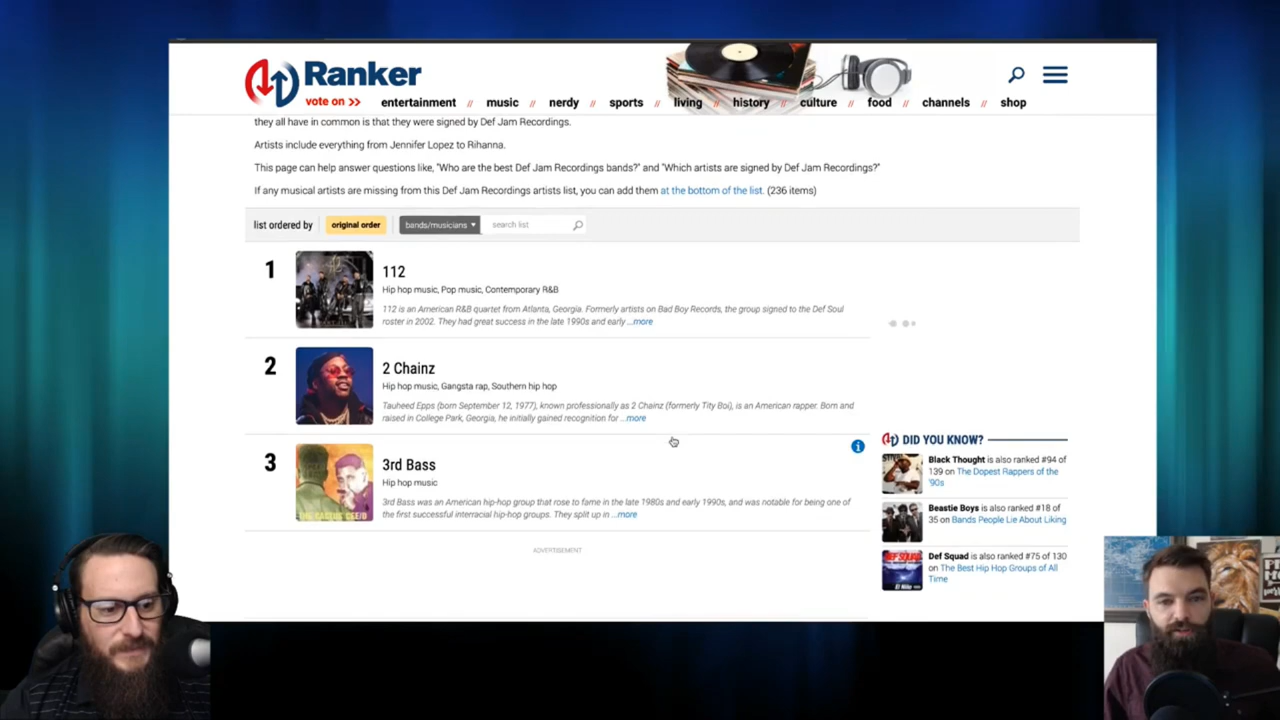 Ranker
vote on >> entertainment // music // nerdy // sports // living // history // culture // food // channels // shop
they all have in common is that they were signed by Def Jam Recordings.
Artists include everything from Jennifer Lopez to Rihanna.
This page can help answer questions like, "Who are the best Def Jam Recordings bands?" and "Which artists are signed by Def Jam Recordings?"
If any musical artists are missing from this Def Jam Recordings artists list, you can add them at the bottom of the list. (236 items)
list ordered by original order bands/musicians search list
1
112
Hip hop music, Pop music, Contemporary R&B
112 is an American R&B quartet from Atlanta, Georgia. Formerly artists on Bad Boy Records, the group signed to the Def Soul
roster in 2002. They had great success in the late 1990s and early ...more
2
2 Chainz
Hip hop music, Gangsta rap, Southern hip hop
Tauheed Epps (born September 12, 1977), known professionally as 2 Chainz (formerly Tity Boi), is an American rapper. Born and
raised in College Park, Georgia, he initially gained recognition for ...more
3
3rd Bass
Hip hop music
3rd Bass was an American hip-hop group that rose to fame in the late 1980s and early 1990s, and was notable for being one of
the first successful interracial hip-hop groups. They split up in ...more
ADVERTISEMENT
DID YOU KNOW?
Black Thought is also ranked #94 of
139 on The Dopest Rappers of the
'90s
Beastie Boys is also ranked #18 of
35 on Bands People Lie About Liking
Def Squad is also ranked #75 of 130
on The Best Hip Hop Groups of All
Time